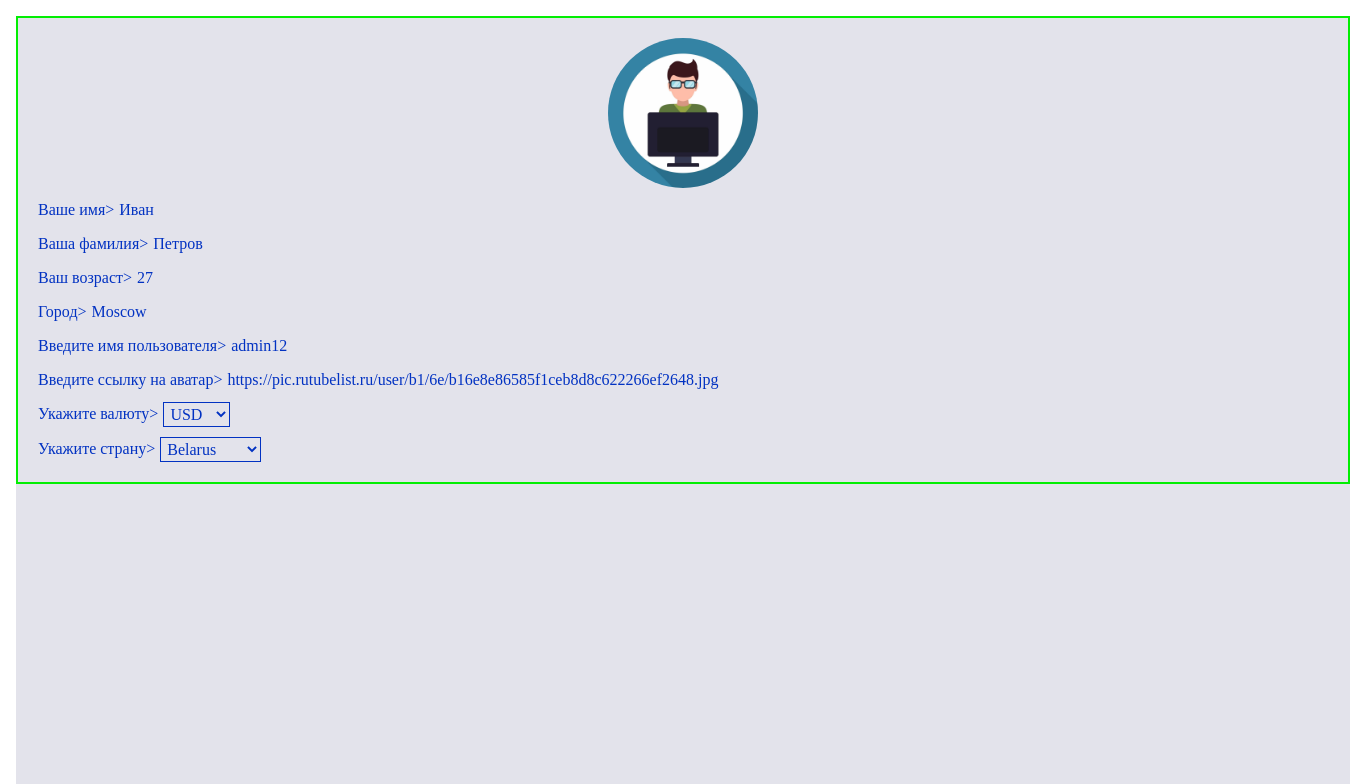 Ваше имя> Иван
Ваша фамилия> Петров
Ваш возраст> 27
Город> Moscow
Введите имя пользователя> admin12
Введите ссылку на аватар> https://pic.rutubelist.ru/user/b1/6e/b16e8e86585f1ceb8d8c622266ef2648.jpg
Укажите валюту> USD
Укажите страну> Belarus